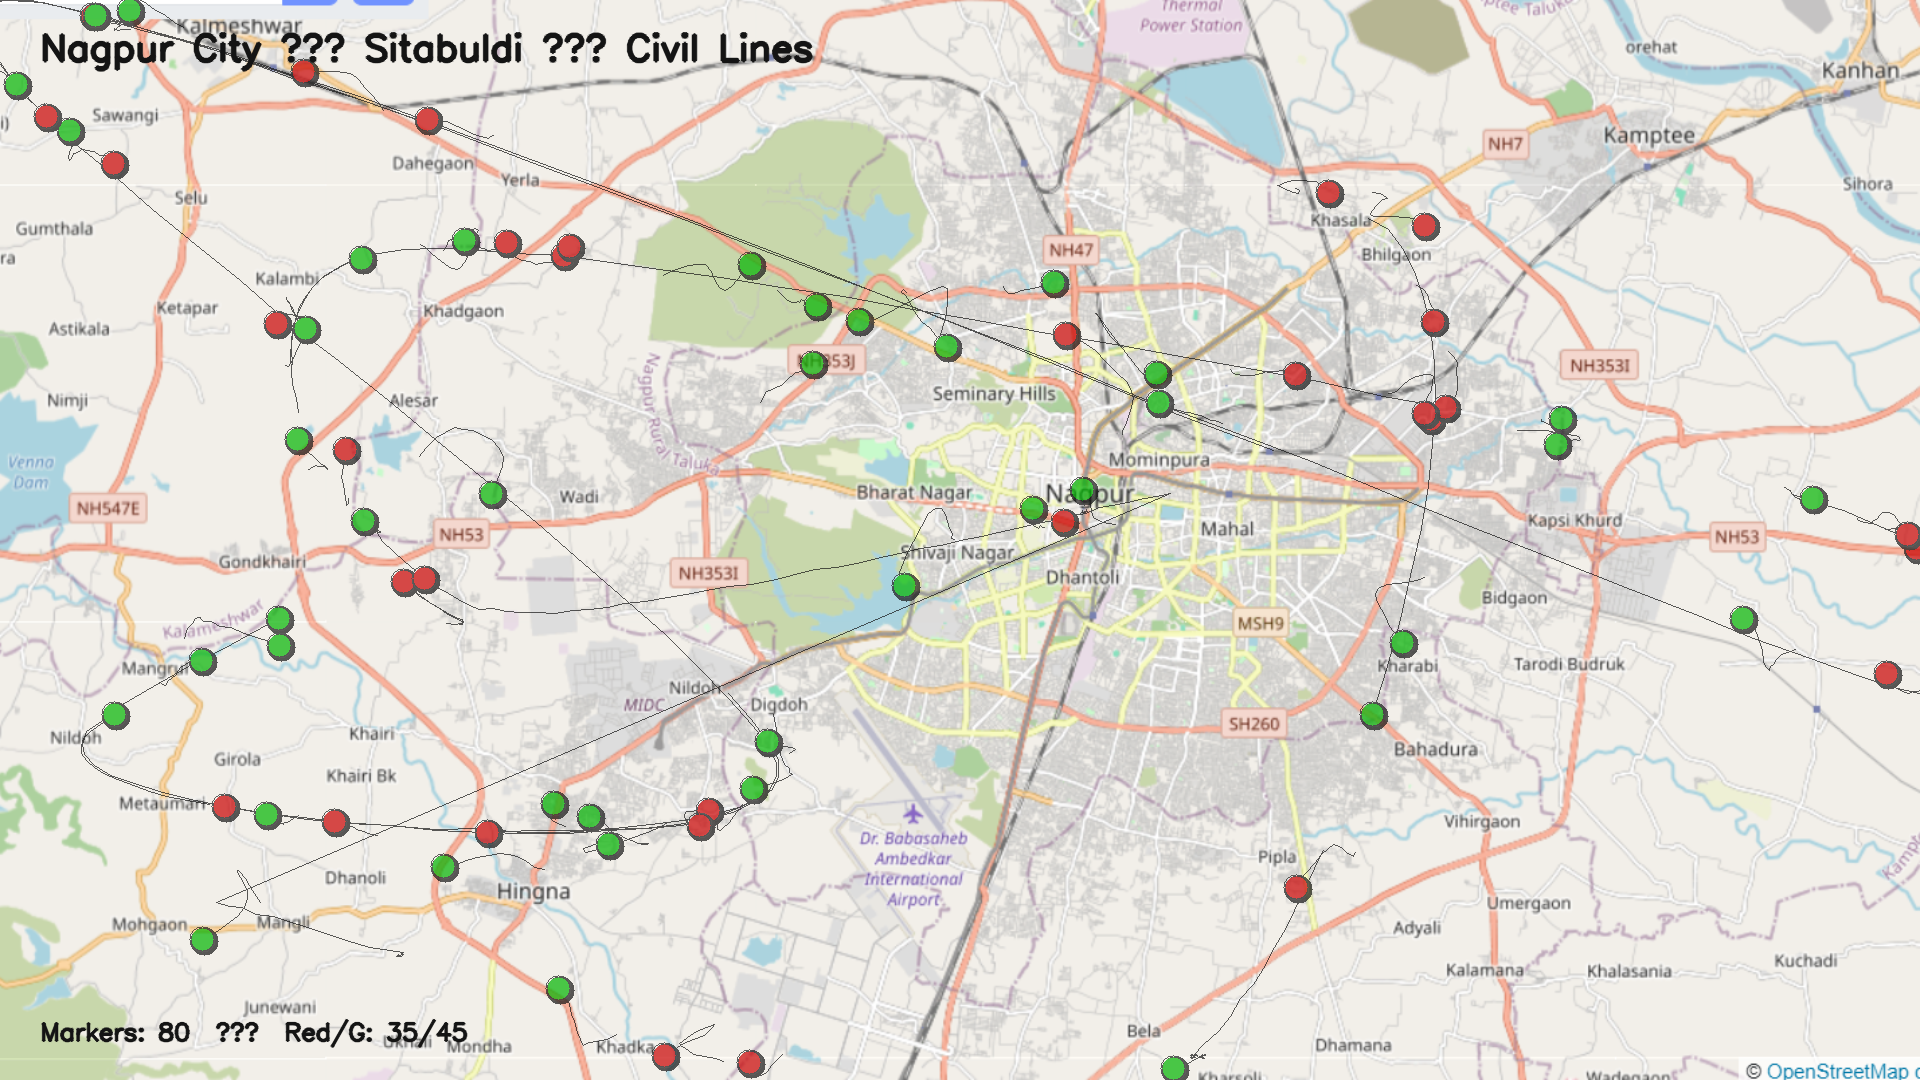 Thermal
Power Station
Kalmeshwar
Nagpur City ??? Sitabuldi ??? Civil Lines
orehat
Kanhan
Sawangi
NH7
Kamptee
Dahegaon
Yerla
Sihora
Selu
Khasala
Gumthala
NH47
Bhilgaon
Kalambi
Ketapar
Khadgaon
Astikala
NH353I
Seminary Hills
Nimji
Alesar
Nagpur Rural Taluka
Mominpura
Venna
Dam
Bharat Nagar
Nagpur
Wadi
NH547E
Kapsi Khurd
NH53
Mahal
NH53
Shivaji Nagar
Gondkhairi
NH353I
Dhantoli
Bidgaon
Kalmeshwar
MSH9
Mangrul
Kharabi
Tarodi Budruk
Nildoh
MIDC
Digdoh
SH260
Nildoh
Khairi
Bahadura
Girola
Khairi Bk
Metaumari
Vihirgaon
Dr. Babasaheb
Ambedkar
International
Airport
Pipla
Dhanoli
Hingna
Umergaon
Mohgaon
Mangli
Adyali
Kuchadi
Kalamana
Khalasania
Junewani
Markers: 80 ??? Red/G: 35/45
Mondha
Khadka
Bela
Dhamana
Kharsoli
Wadegaon
© OpenStreetMap